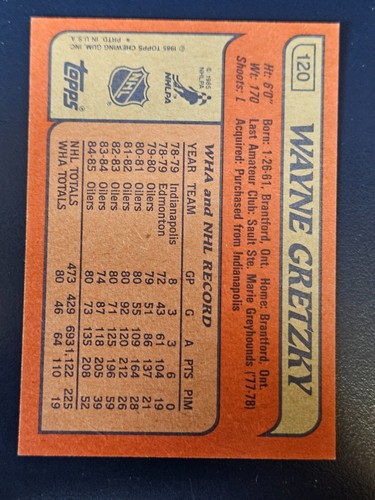 120
WAYNE GRETZKY
Ht: 6'0" Born: 1-26-61, Brantford, Ont. Home: Brantford, Ont.
Wt: 170 Last Amateur Club: Sault Ste. Marie Greyhounds ('77-78)
Shoots: L Acquired: Purchased from Indianapolis
WHA and NHL RECORD
YEAR TEAM GP G A PTS PIM
78-79 Indianapolis 8 3 3 6 0
78-79 Edmonton 72 43 61 104 19
79-80 Oilers 79 51 86 137 21
80-81 Oilers 80 55 109 164 28
81-82 Oilers 80 92 120 212 26
82-83 Oilers 80 71 125 196 59
83-84 Oilers 74 87 118 205 39
84-85 Oilers 80 73 135 208 52
NHL TOTALS 473 429 693 1,122 225
WHA TOTALS 80 46 64 110 19
© 1985 NHLPA
NHLPA
NHL
topps
© 1985 TOPPS CHEWING GUM, INC.
★ PRTD. IN U.S.A.